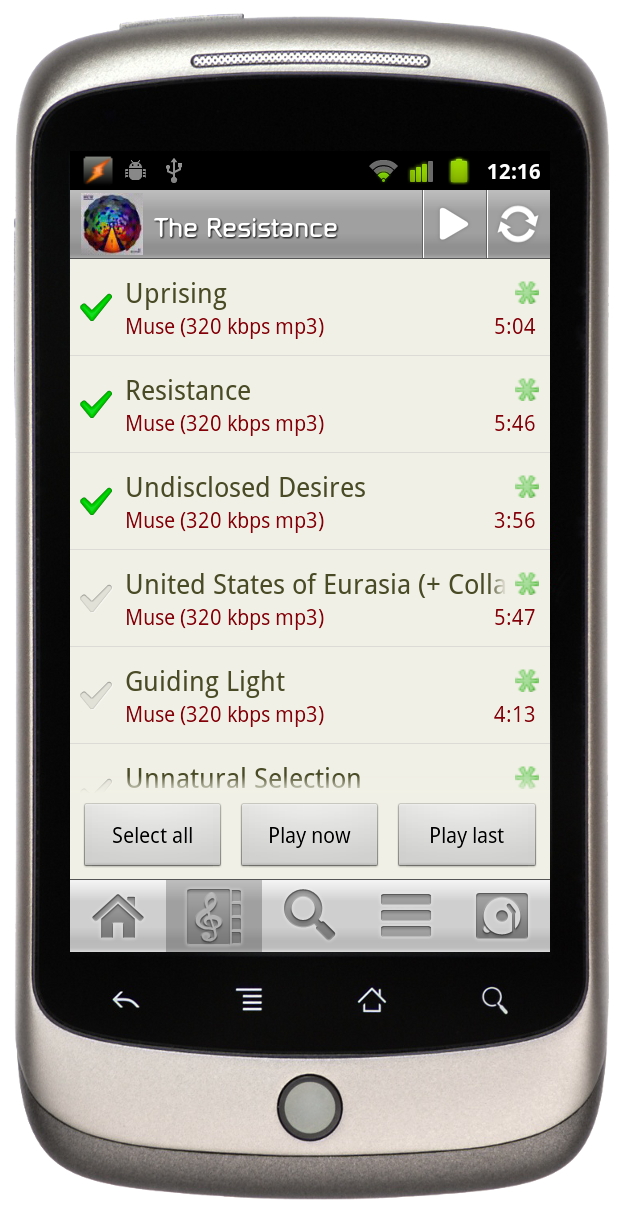 12:16
The Resistance
Uprising
Muse (320 kbps mp3) 5:04
Resistance
Muse (320 kbps mp3) 5:46
Undisclosed Desires
Muse (320 kbps mp3) 3:56
United States of Eurasia (+ Colla
Muse (320 kbps mp3) 5:47
Guiding Light
Muse (320 kbps mp3) 4:13
Unnatural Selection
Select all Play now Play last